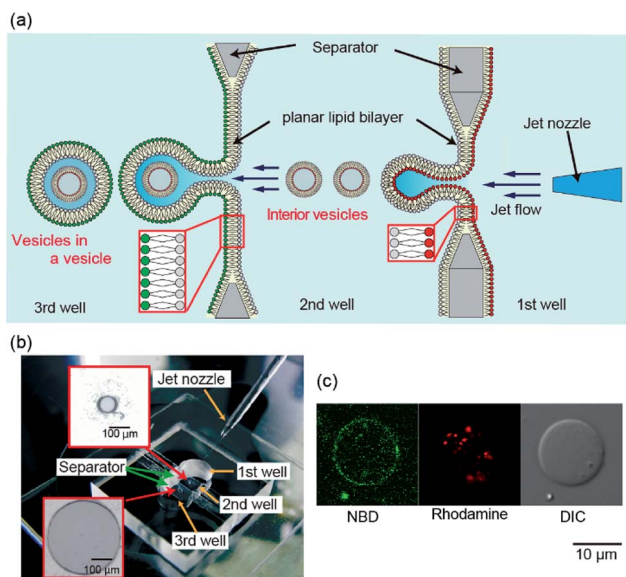 (a)
Separator
planar lipid bilayer
Jet nozzle
Interior vesicles
Jet flow
Vesicles in
a vesicle
3rd well
2nd well
1st well
(b)
100 µm
Jet nozzle
Separator
1st well
2nd well
3rd well
100 µm
(c)
NBD
Rhodamine
DIC
10 µm